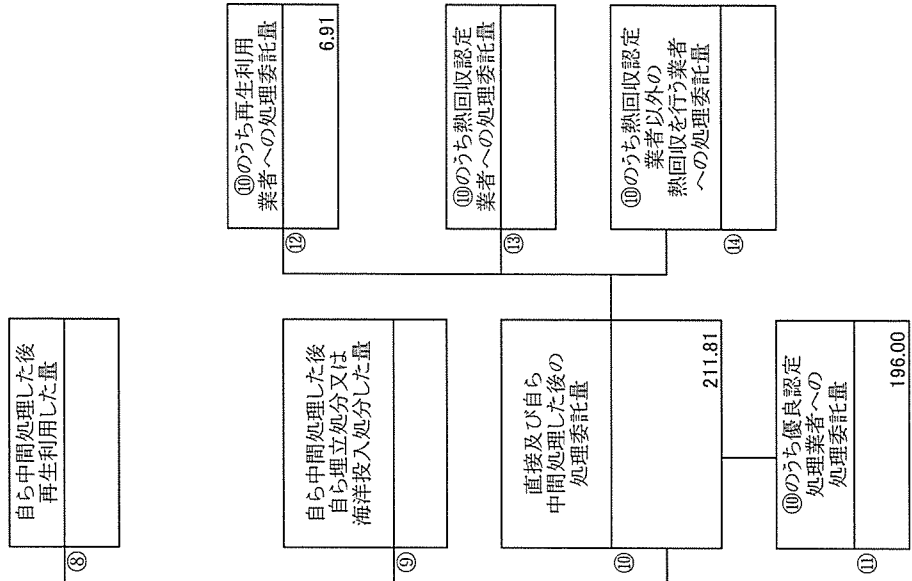 自ら中間処理した後
再生利用した量
⑧
自ら中間処理した後
自ら埋立処分又は
海洋投入処分した量
⑨
直接及び自ら
中間処理した後の
処理委託量
211.81
⑩
⑩のうち優良認定
処理業者への
処理委託量
196.00
⑪
⑩のうち再生利用
業者への処理委託量
6.91
⑫
⑩のうち熱回収認定
業者への処理委託量
⑬
⑩のうち熱回収認定
業者以外の
熱回収を行う業者
への処理委託量
⑭